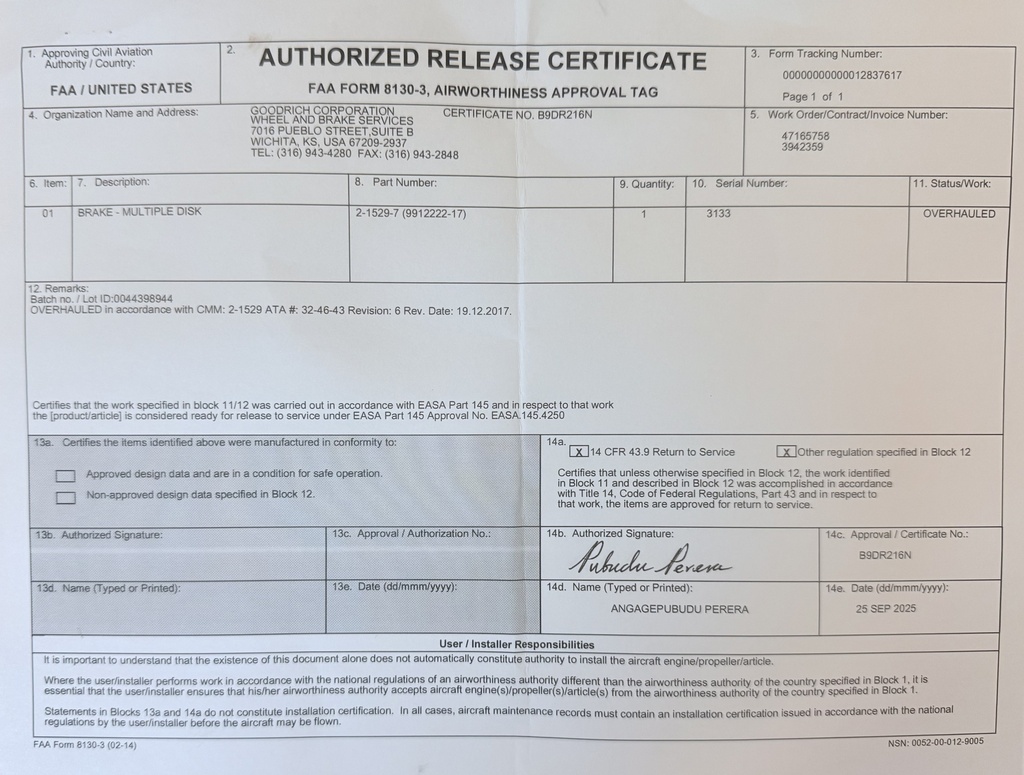 1. Approving Civil Aviation
Authority / Country:
FAA / UNITED STATES
2.
AUTHORIZED RELEASE CERTIFICATE
FAA FORM 8130-3, AIRWORTHINESS APPROVAL TAG
3. Form Tracking Number:
00000000000012837617
Page 1 of 1
4. Organization Name and Address:
GOODRICH CORPORATION
WHEEL AND BRAKE SERVICES
7016 PUEBLO STREET,SUITE B
WICHITA, KS, USA 67209-2937
TEL: (316) 943-4280 FAX: (316) 943-2848
CERTIFICATE NO. B9DR216N
5. Work Order/Contract/Invoice Number:
47165758
3942359
6. Item: 7. Description: 8. Part Number: 9. Quantity: 10. Serial Number: 11. Status/Work:
01 BRAKE - MULTIPLE DISK 2-1529-7 (9912222-17) 1 3133 OVERHAULED
12. Remarks:
Batch no. / Lot ID:0044398944
OVERHAULED in accordance with CMM: 2-1529 ATA #: 32-46-43 Revision: 6 Rev. Date: 19.12.2017.
Certifies that the work specified in block 11/12 was carried out in accordance with EASA Part 145 and in respect to that work
the [product/article] is considered ready for release to service under EASA Part 145 Approval No. EASA.145.4250
13a. Certifies the items identified above were manufactured in conformity to:
Approved design data and are in a condition for safe operation.
Non-approved design data specified in Block 12.
14a.
X 14 CFR 43.9 Return to Service X Other regulation specified in Block 12
Certifies that unless otherwise specified in Block 12, the work identified
in Block 11 and described in Block 12 was accomplished in accordance
with Title 14, Code of Federal Regulations, Part 43 and in respect to
that work, the items are approved for return to service.
13b. Authorized Signature:
13c. Approval / Authorization No.:
14b. Authorized Signature:
Pubudu Perera
14c. Approval / Certificate No.:
B9DR216N
13d. Name (Typed or Printed):
13e. Date (dd/mmm/yyyy):
14d. Name (Typed or Printed):
ANGAGEPUBUDU PERERA
14e. Date (dd/mmm/yyyy):
25 SEP 2025
User / Installer Responsibilities
It is important to understand that the existence of this document alone does not automatically constitute authority to install the aircraft engine/propeller/article.
Where the user/installer performs work in accordance with the national regulations of an airworthiness authority different than the airworthiness authority of the country specified in Block 1, it is
essential that the user/installer ensures that his/her airworthiness authority accepts aircraft engine(s)/propeller(s)/article(s) from the airworthiness authority of the country specified in Block 1.
Statements in Blocks 13a and 14a do not constitute installation certification. In all cases, aircraft maintenance records must contain an installation certification issued in accordance with the national
regulations by the user/installer before the aircraft may be flown.
FAA Form 8130-3 (02-14)
NSN: 0052-00-012-9005